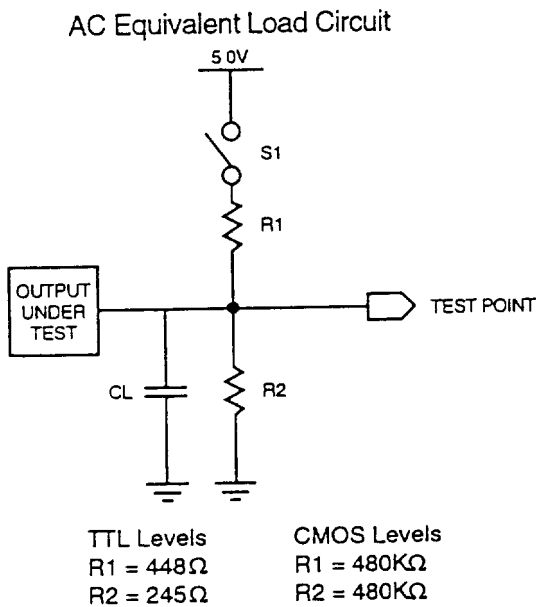 AC Equivalent Load Circuit
5 0V
S1
R1
OUTPUT
UNDER
TEST
TEST POINT
CL
R2
TTL Levels
R1 = 448Ω
R2 = 245Ω
CMOS Levels
R1 = 480KΩ
R2 = 480KΩ